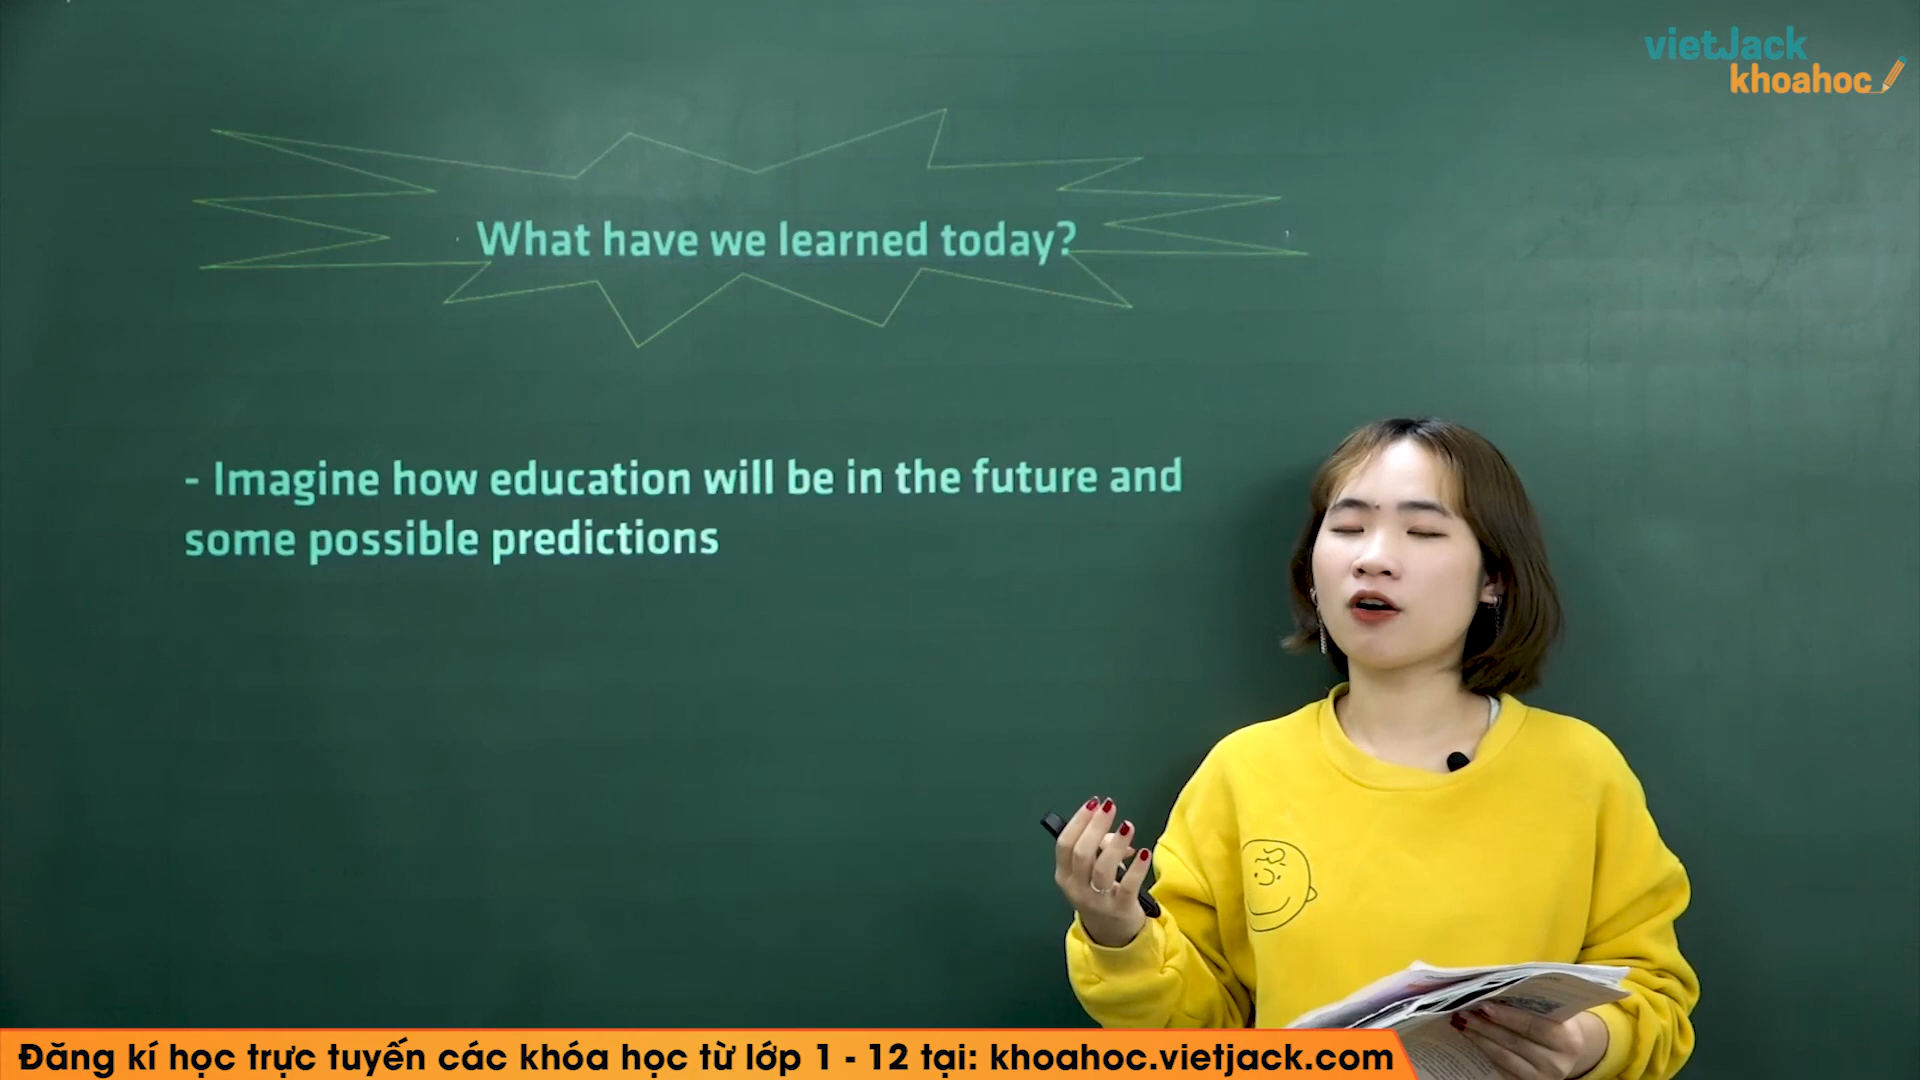 vietJack
khoahoc
What have we learned today?
- Imagine how education will be in the future and
some possible predictions
Đăng kí học trực tuyến các khóa học từ lớp 1 - 12 tại: khoahoc.vietjack.com